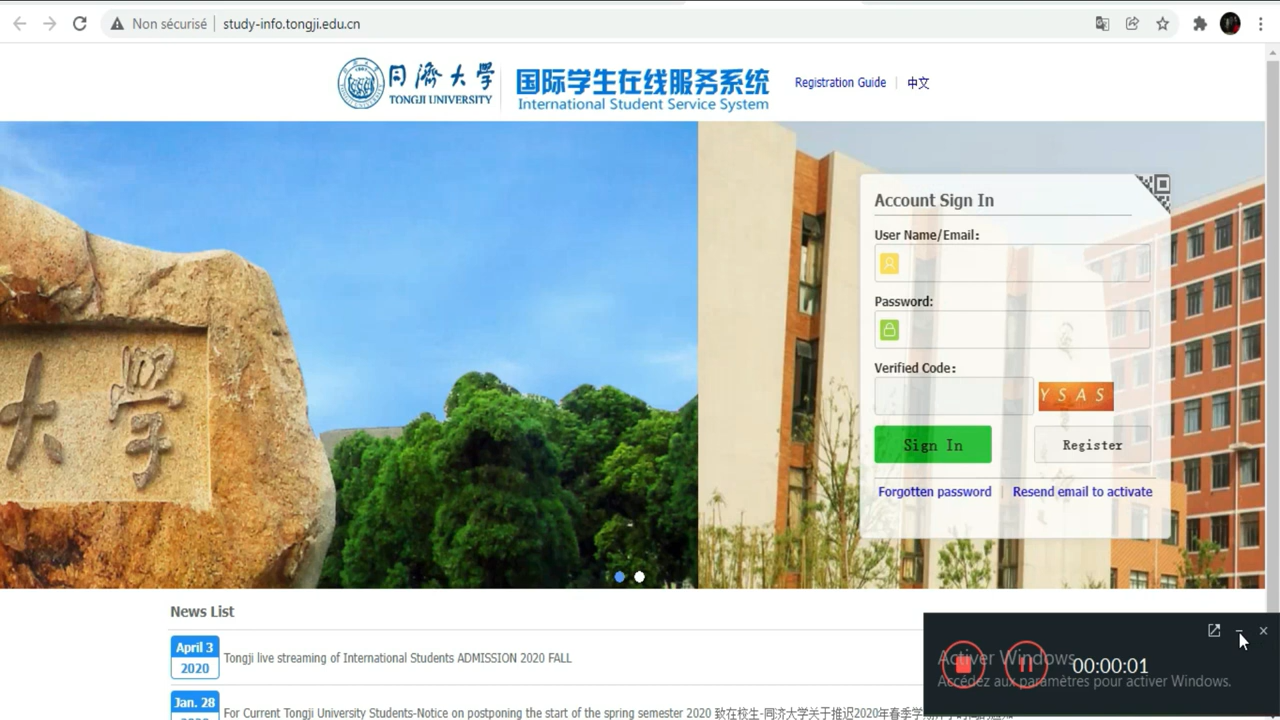 Non sécurisé
study-info.tongji.edu.cn
同濟大學
TONGJI UNIVERSITY
国际学生在线服务系统
International Student Service System
Registration Guide
中文
大 学
Account Sign In
User Name/Email:
Password:
Verified Code:
YSAS
Sign In
Register
Forgotten password
Resend email to activate
News List
April 3
2020
Tongji live streaming of International Students ADMISSION 2020 FALL
Jan. 28
For Current Tongji University Students-Notice on postponing the start of the spring semester 2020 致在校生-同济大学关于推迟2020年春季学期
00:00:01
Activer Windows
Accédez aux paramètres pour activer Windows.